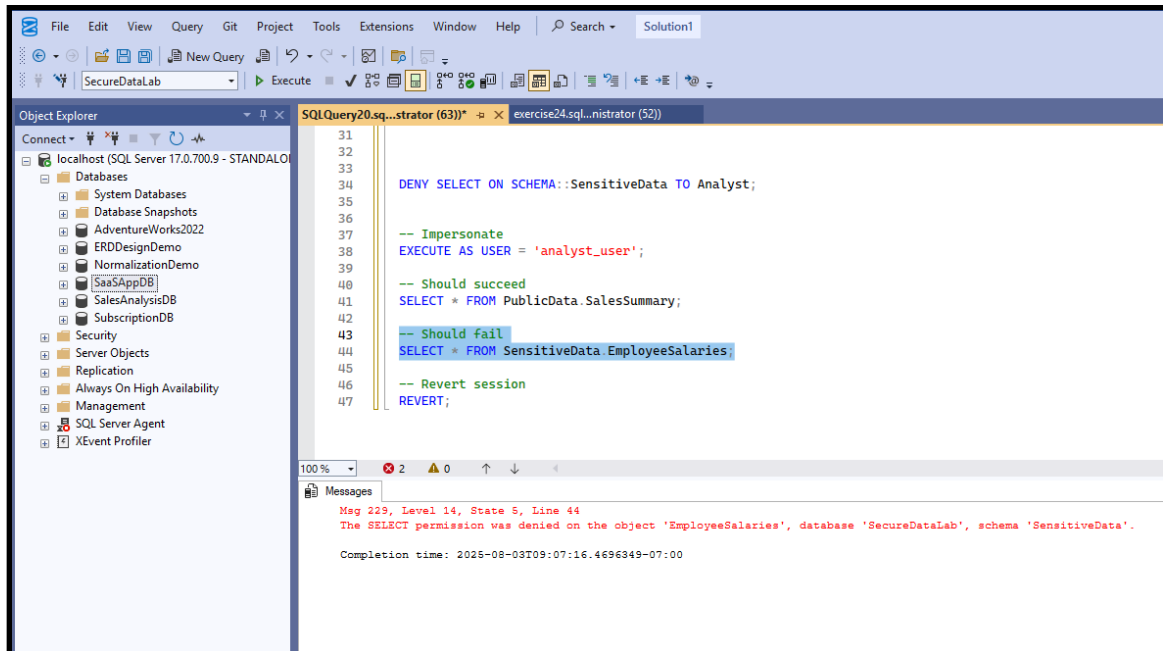 File Edit View Query Git Project Tools Extensions Window Help Search Solution1
New Query
SecureDataLab Execute
Object Explorer
Connect
localhost (SQL Server 17.0.700.9 - STANDALO
Databases
System Databases
Database Snapshots
AdventureWorks2022
ERDDesignDemo
NormalizationDemo
SaaSAppDB
SalesAnalysisDB
SubscriptionDB
Security
Server Objects
Replication
Always On High Availability
Management
SQL Server Agent
XEvent Profiler
SQLQuery20.sq...strator (63))* exercise24.sql...nistrator (52))
31
32
33
34 DENY SELECT ON SCHEMA::SensitiveData TO Analyst;
35
36
37 -- Impersonate
38 EXECUTE AS USER = 'analyst_user';
39
40 -- Should succeed
41 SELECT * FROM PublicData.SalesSummary;
42
43 -- Should fail
44 SELECT * FROM SensitiveData.EmployeeSalaries;
45
46 -- Revert session
47 REVERT;
100 % 2 0
Messages
Msg 229, Level 14, State 5, Line 44
The SELECT permission was denied on the object 'EmployeeSalaries', database 'SecureDataLab', schema 'SensitiveData'.
Completion time: 2025-08-03T09:07:16.4696349-07:00